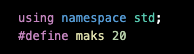 using namespace std;
#define maks 20